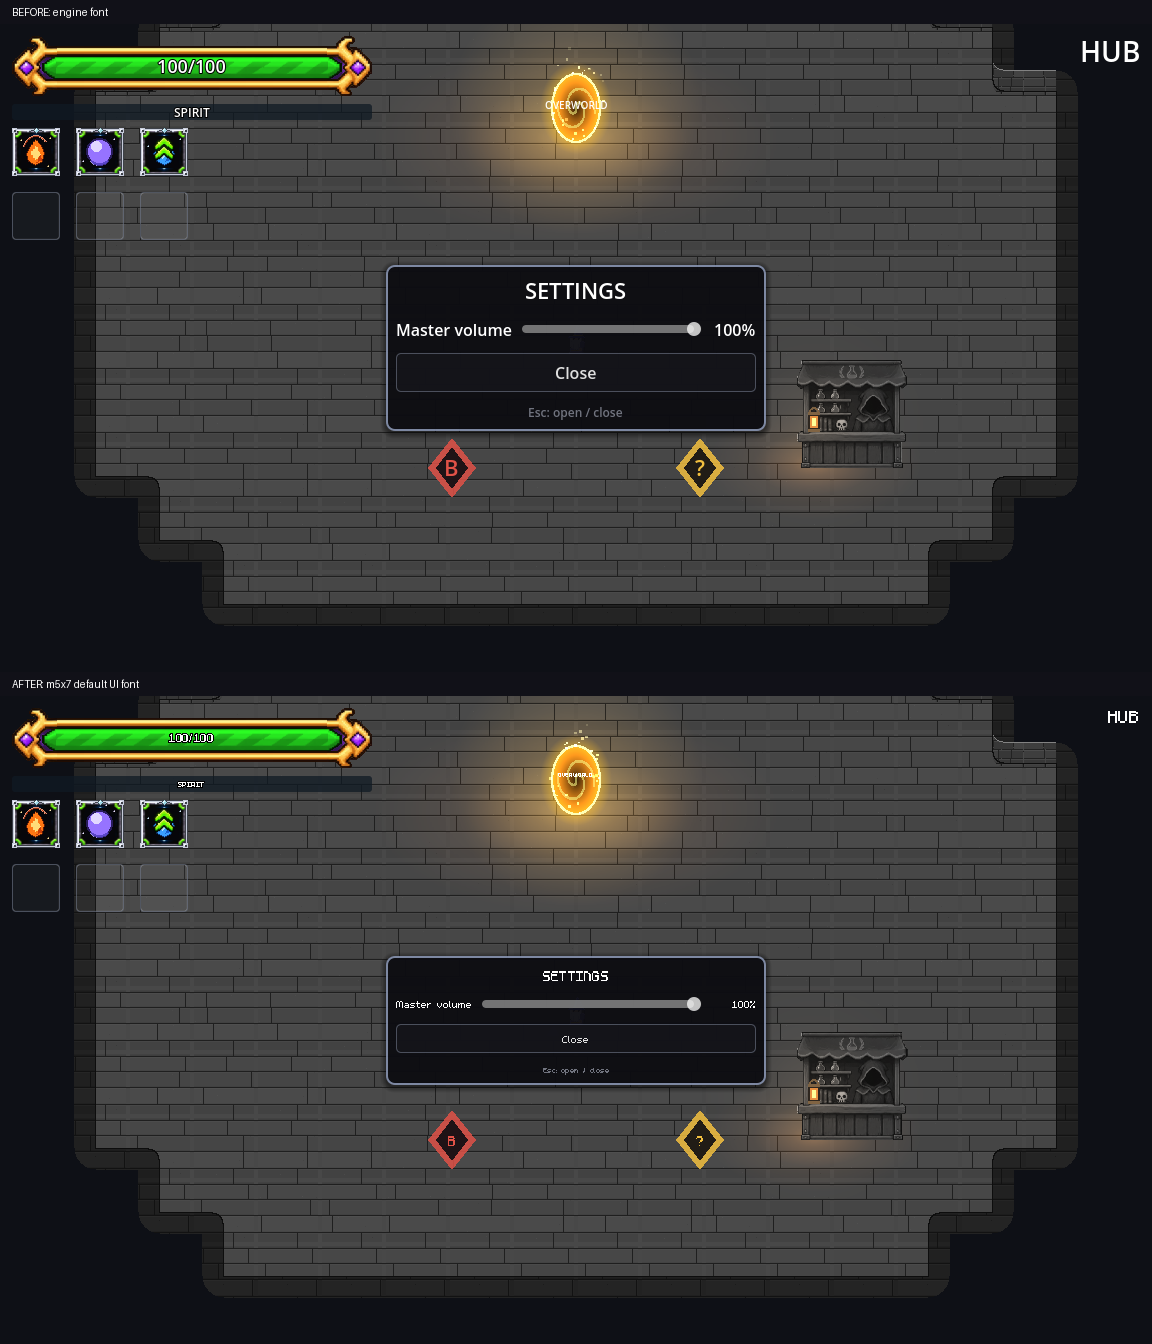 BEFORE: engine font
100/100
HUB
SPIRIT
OVERWORLD
SETTINGS
Master volume 100%
Close
Esc: open / close
B ?
AFTER: m5x7 default UI font
100/100
HUB
SPIRIT
OVERWORLD
SETTINGS
Master volume 100%
Close
Esc: open / close
B ?